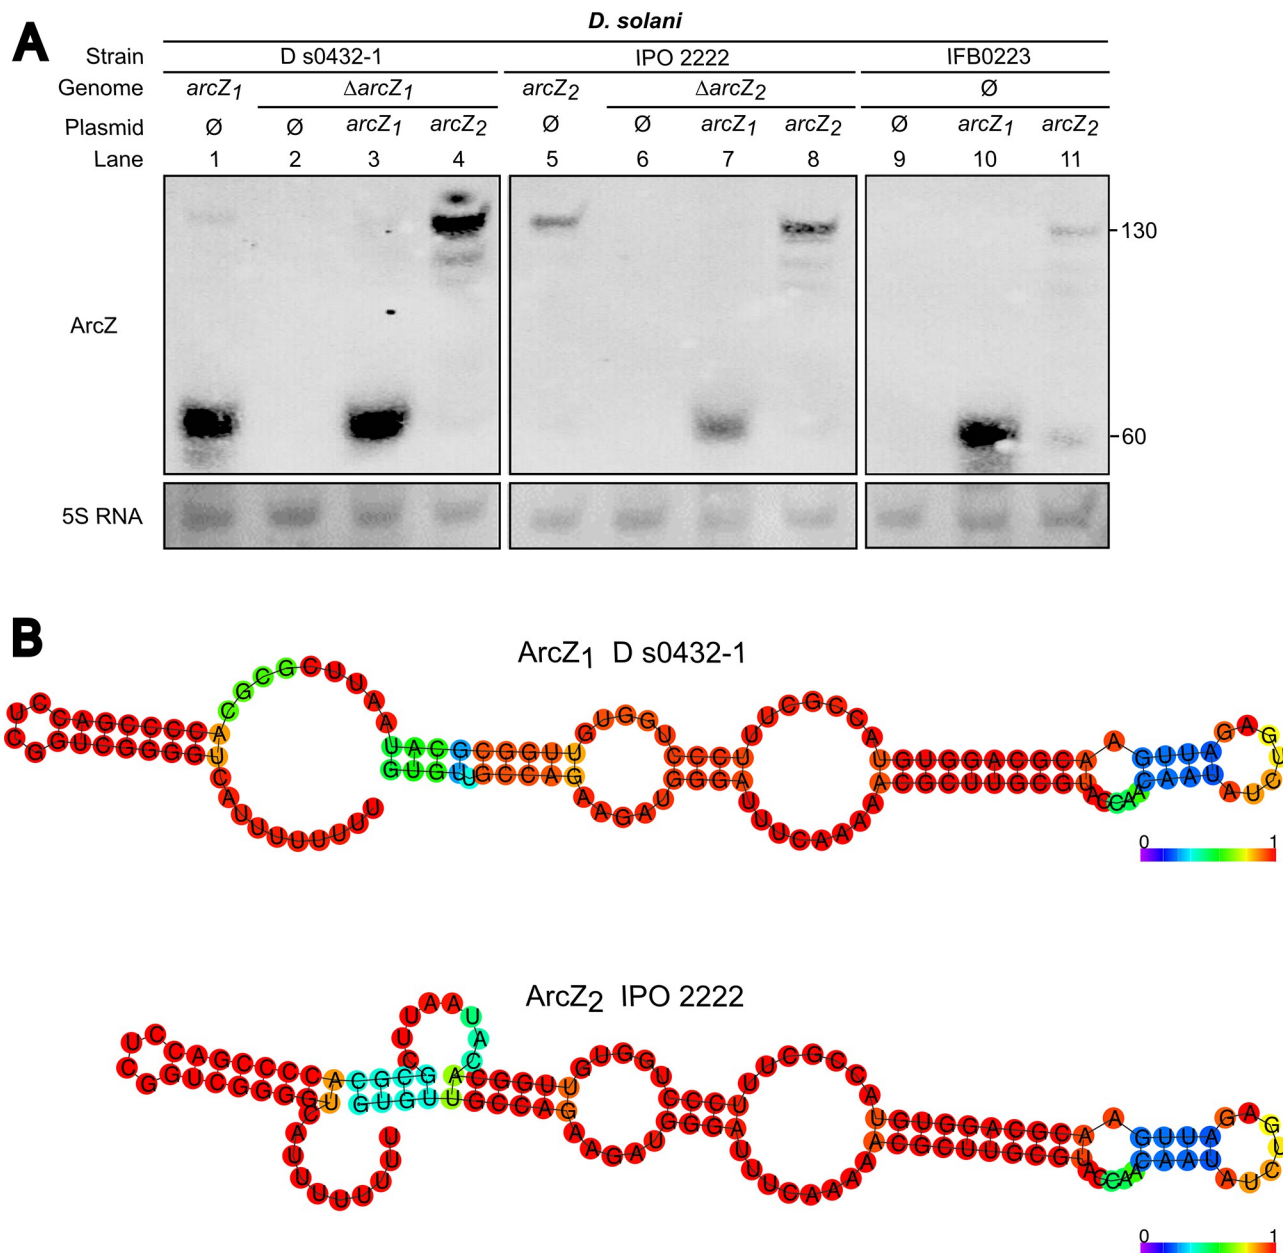 A
D. solani
Strain D s0432-1 IPO 2222 IFB0223
Genome arcZ1 ΔarcZ1 arcZ2 ΔarcZ2 Ø
Plasmid Ø Ø arcZ1 arcZ2 Ø Ø arcZ1 arcZ2 Ø arcZ1 arcZ2
Lane 1 2 3 4 5 6 7 8 9 10 11
130
ArcZ
60
5S RNA
B
ArcZ1 D s0432-1
0 1
ArcZ2 IPO 2222
0 1